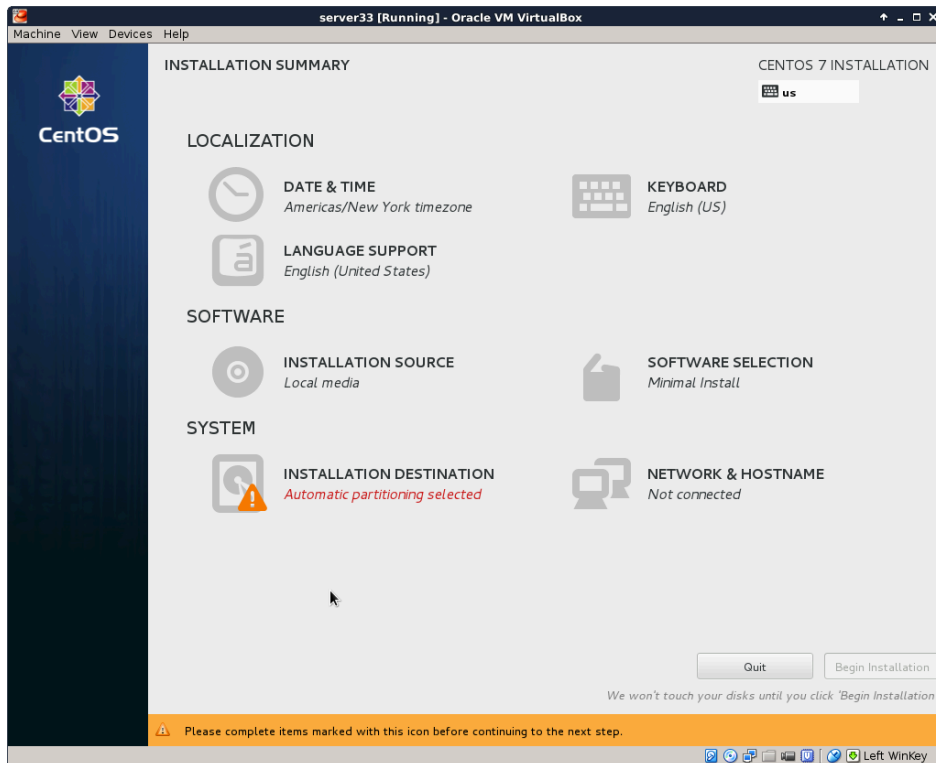 server33 [Running] - Oracle VM VirtualBox
Machine View Devices Help
INSTALLATION SUMMARY
CENTOS 7 INSTALLATION
us
CentOS
LOCALIZATION
DATE & TIME
Americas/New York timezone
KEYBOARD
English (US)
LANGUAGE SUPPORT
English (United States)
SOFTWARE
INSTALLATION SOURCE
Local media
SOFTWARE SELECTION
Minimal Install
SYSTEM
INSTALLATION DESTINATION
Automatic partitioning selected
NETWORK & HOSTNAME
Not connected
Quit
Begin Installation
We won't touch your disks until you click 'Begin Installation
Please complete items marked with this icon before continuing to the next step.
Left WinKey